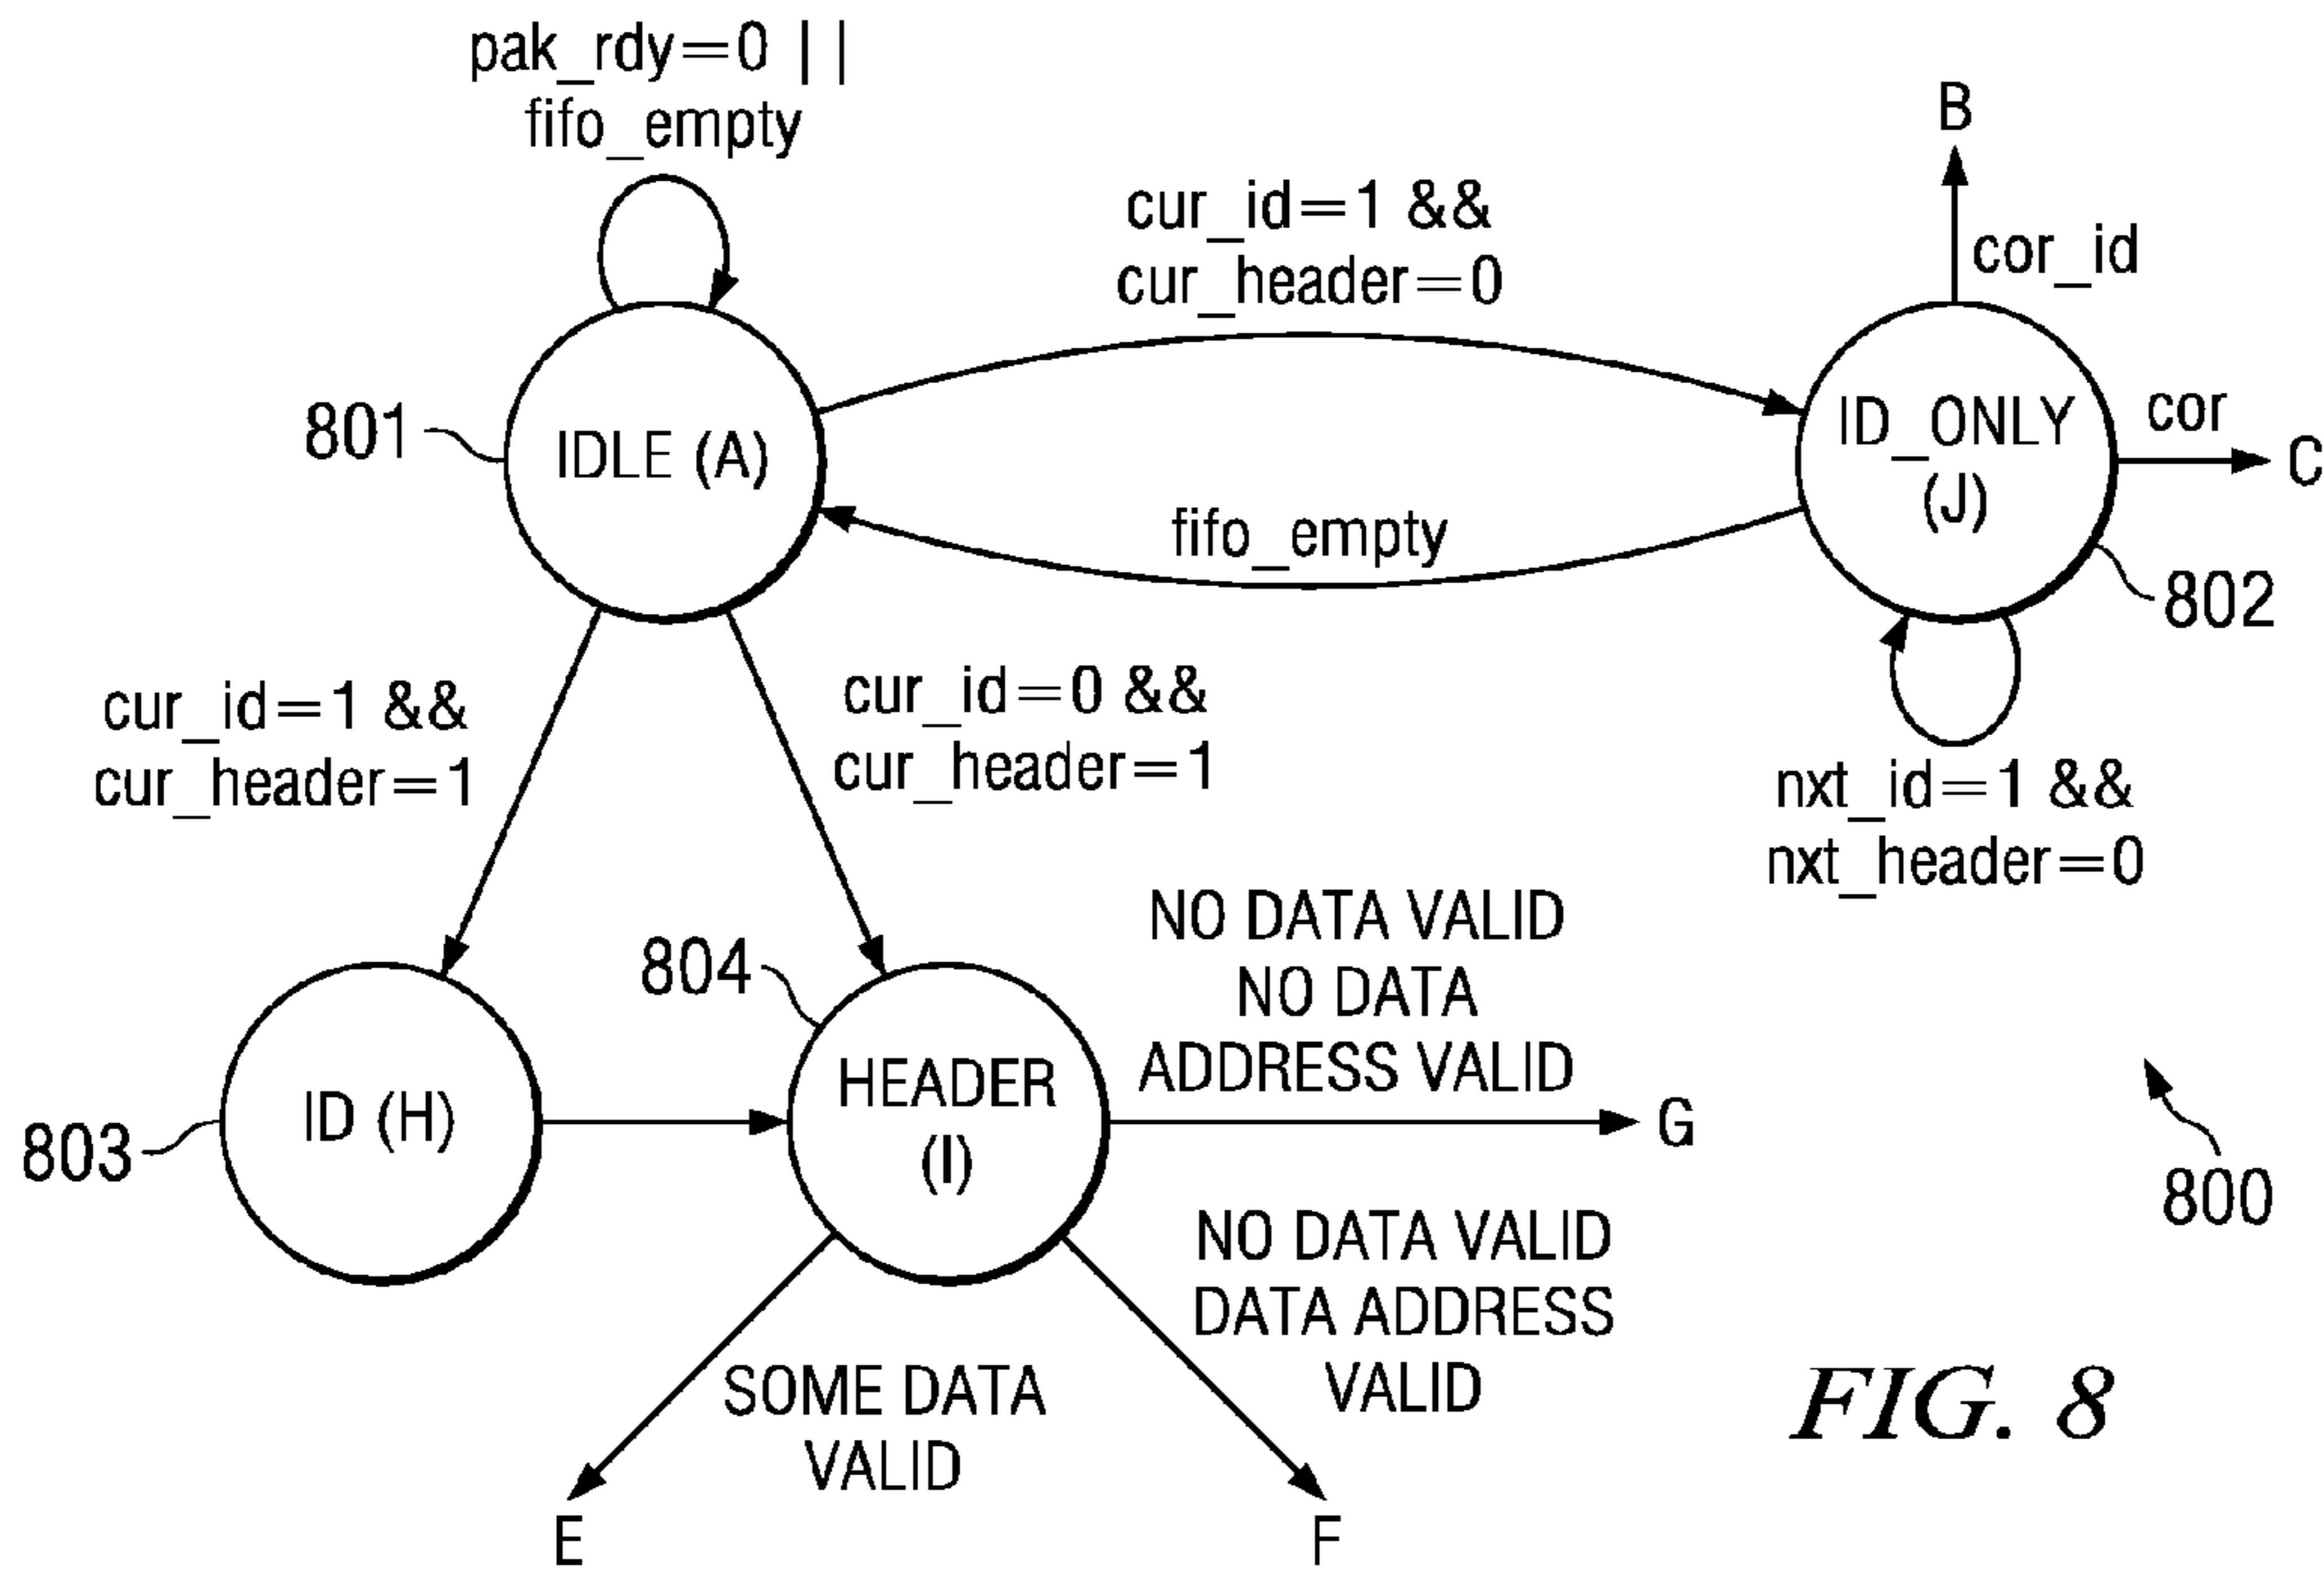 pak_rdy=0 ||
fifo_empty
B
cur_id=1 &&
cur_header=0
cor_id
801
IDLE (A)
ID_ONLY
(J)
cor
C
fifo_empty
802
cur_id=1 &&
cur_header=1
cur_id=0 &&
cur_header=1
nxt_id=1 &&
nxt_header=0
804
NO DATA VALID
NO DATA
ADDRESS VALID
803
ID (H)
HEADER
(I)
G
800
NO DATA VALID
DATA ADDRESS
VALID
SOME DATA
VALID
E
F
FIG. 8